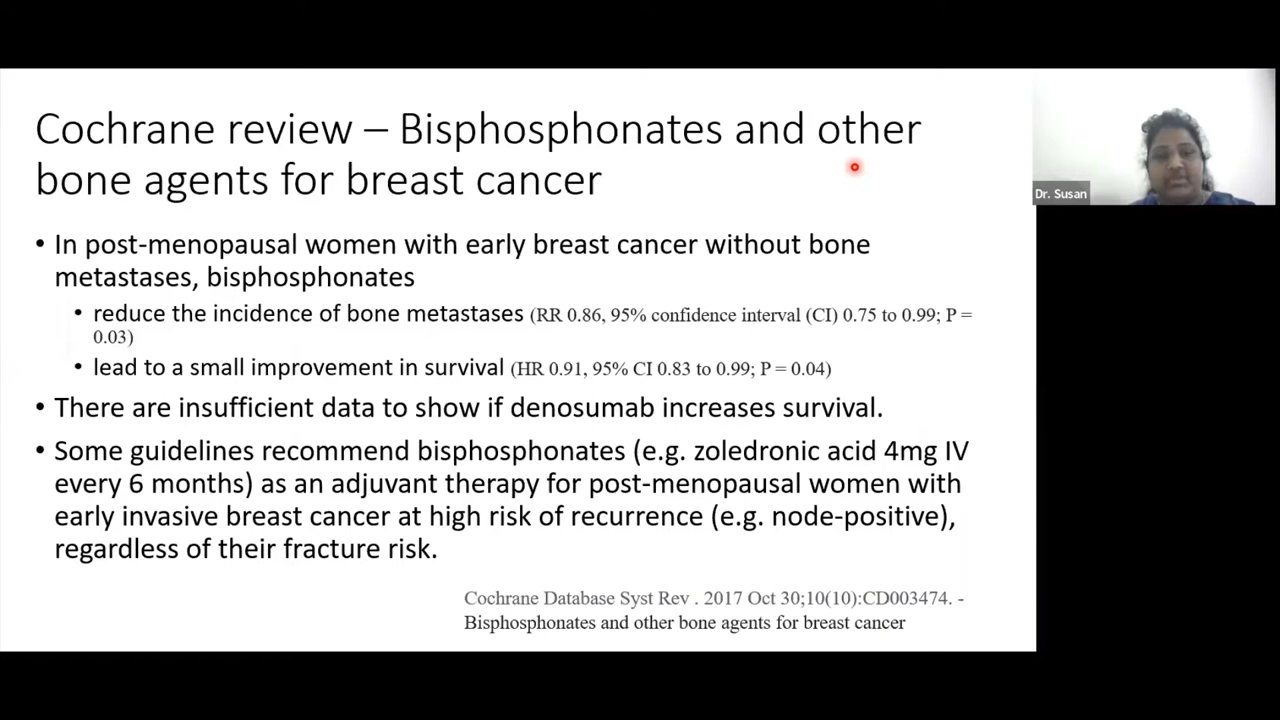 Cochrane review – Bisphosphonates and other
bone agents for breast cancer
• In post-menopausal women with early breast cancer without bone
metastases, bisphosphonates
• reduce the incidence of bone metastases (RR 0.86, 95% confidence interval (CI) 0.75 to 0.99; P =
0.03)
• lead to a small improvement in survival (HR 0.91, 95% CI 0.83 to 0.99; P = 0.04)
• There are insufficient data to show if denosumab increases survival.
• Some guidelines recommend bisphosphonates (e.g. zoledronic acid 4mg IV
every 6 months) as an adjuvant therapy for post-menopausal women with
early invasive breast cancer at high risk of recurrence (e.g. node-positive),
regardless of their fracture risk.
Cochrane Database Syst Rev . 2017 Oct 30;10(10):CD003474. -
Bisphosphonates and other bone agents for breast cancer
Dr. Susan